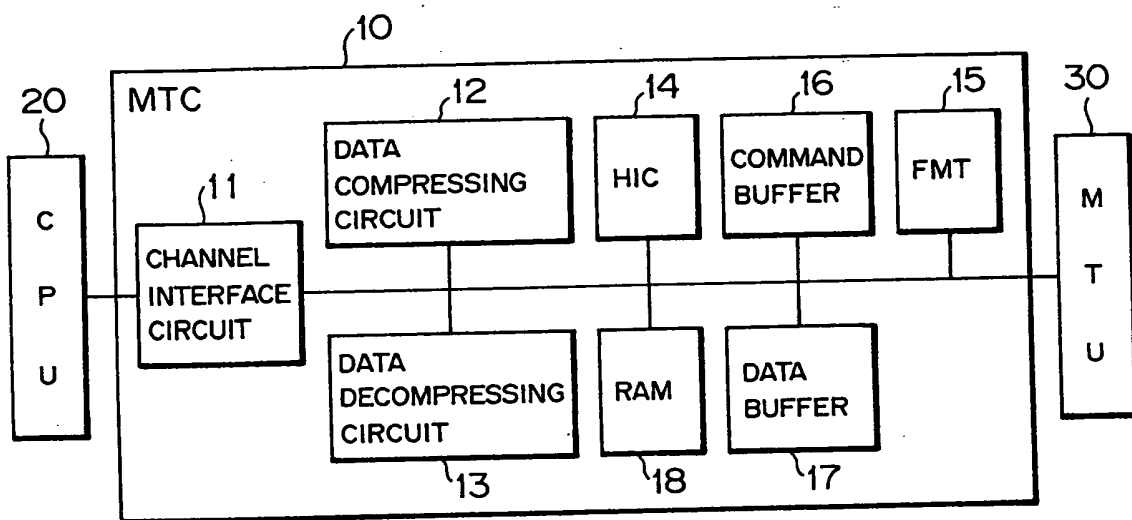 10
20
MTC
12
14
16
15
30
11
C
P
U
DATA
COMPRESSING
CIRCUIT
HIC
COMMAND
BUFFER
FMT
M
T
U
CHANNEL
INTERFACE
CIRCUIT
DATA
DECOMPRESSING
CIRCUIT
RAM
DATA
BUFFER
13
18
17